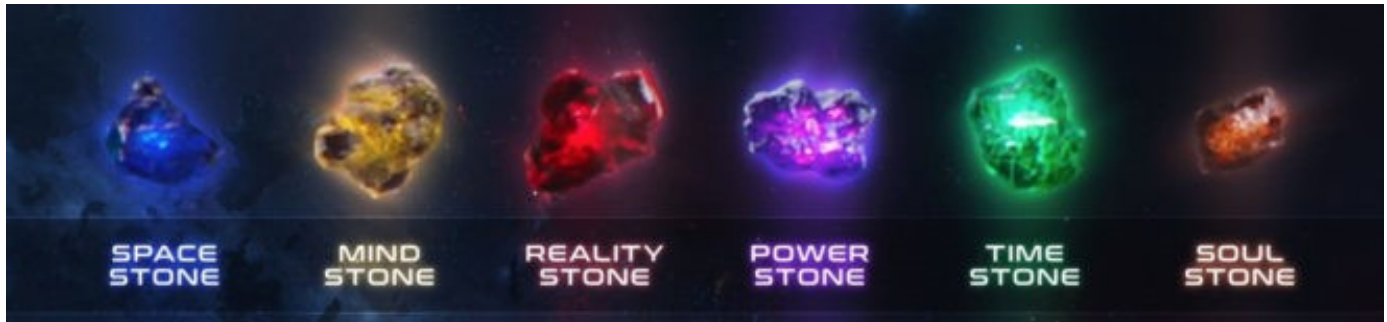 SPACE STONE
MIND STONE
REALITY STONE
POWER STONE
TIME STONE
SOUL STONE